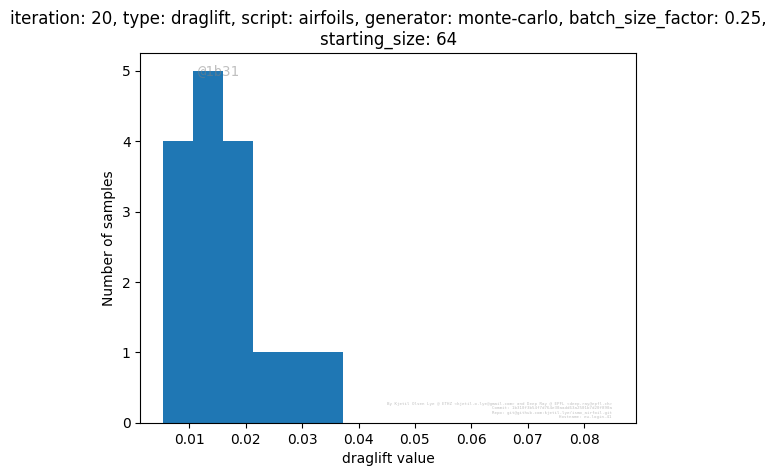 iteration: 20, type: draglift, script: airfoils, generator: monte-carlo, batch_size_factor: 0.25,
starting_size: 64
@1b31
5
4
3
2
1
0
Number of samples
0.01 0.02 0.03 0.04 0.05 0.06 0.07 0.08
draglift value